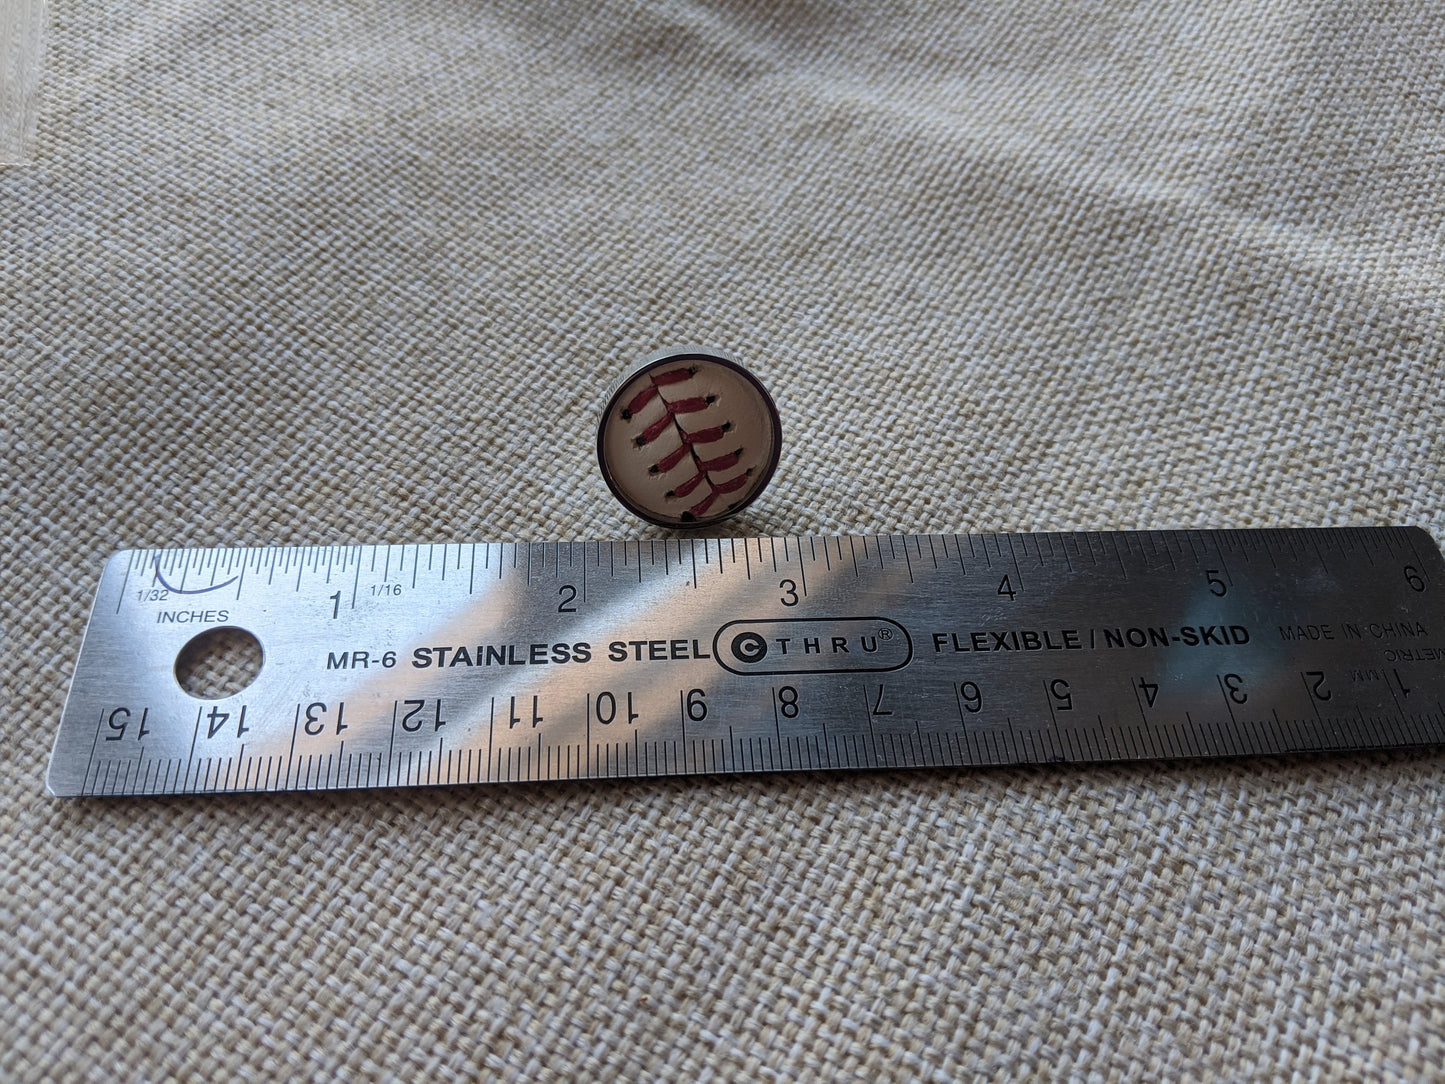 1 2 3 4 5 6
1/32 1/16
INCHES
MR-6 STAINLESS STEEL C THRU® FLEXIBLE / NON-SKID MADE IN CHINA
METRIC
MM
15 14 13 12 11 10 9 8 7 6 5 4 3 2 1